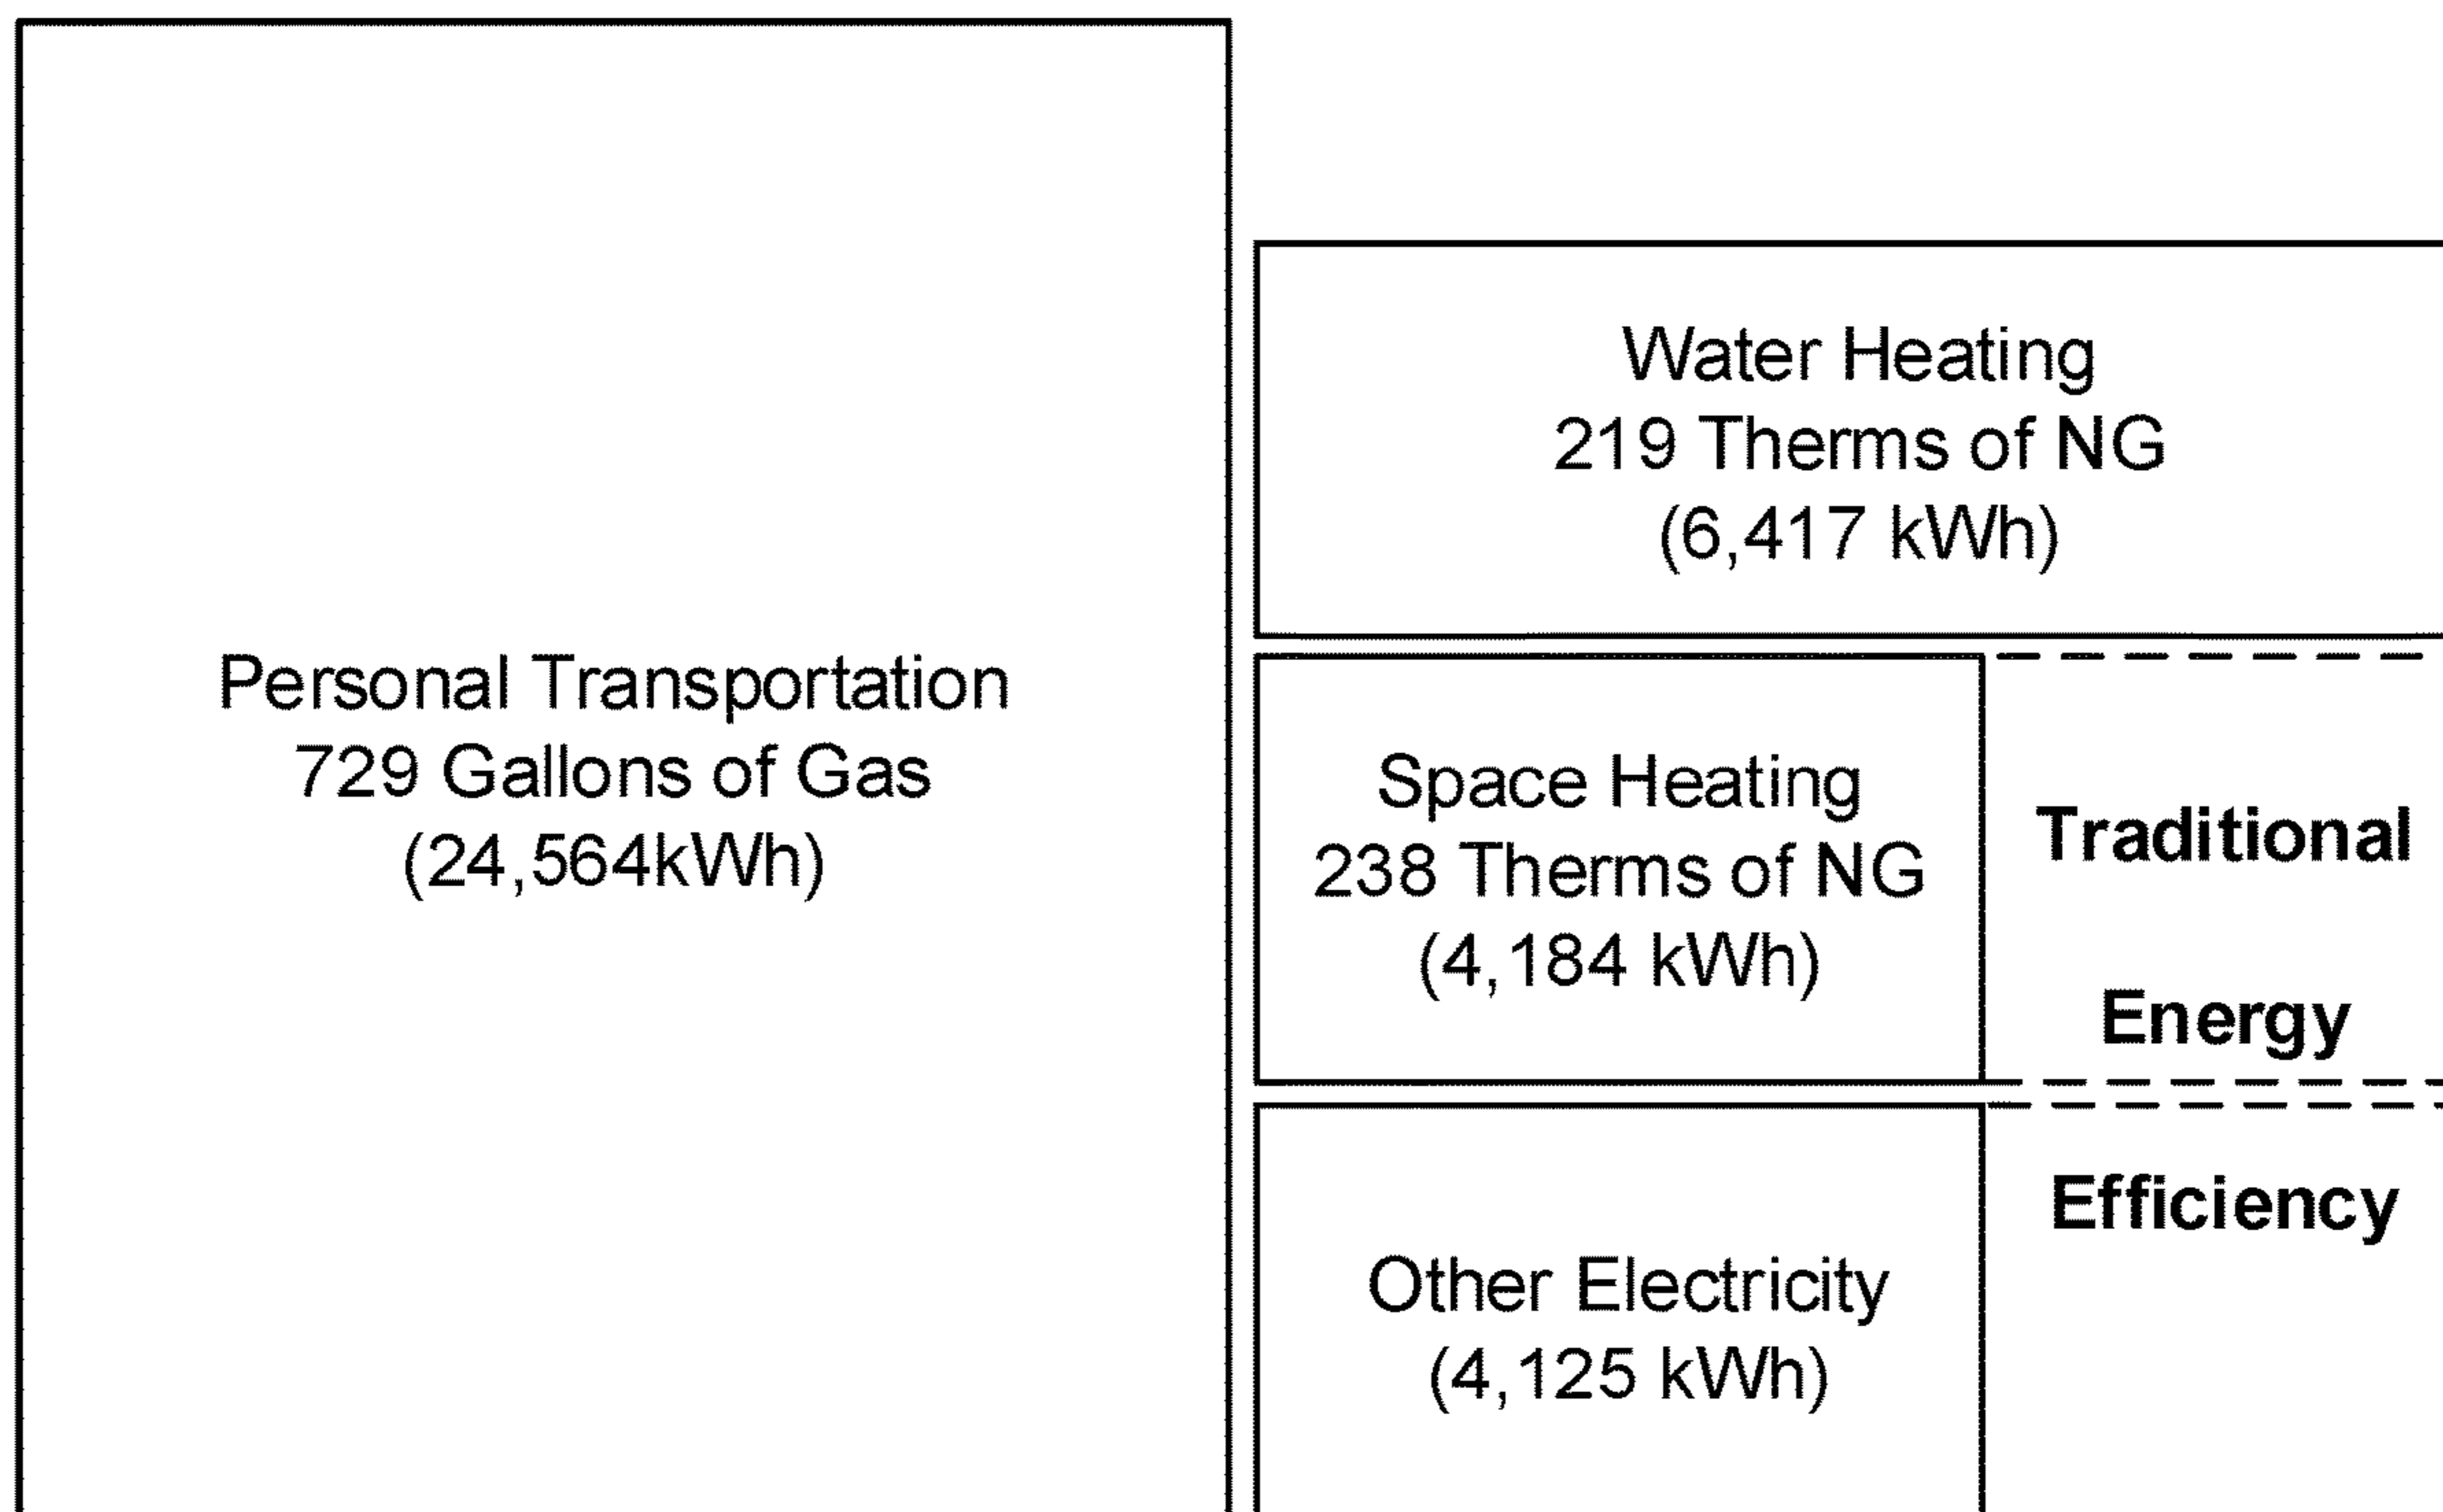 Personal Transportation
729 Gallons of Gas
(24,564kWh)
Water Heating
219 Therms of NG
(6,417 kWh)
Space Heating
238 Therms of NG
(4,184 kWh)
Traditional
Energy
Efficiency
Other Electricity
(4,125 kWh)